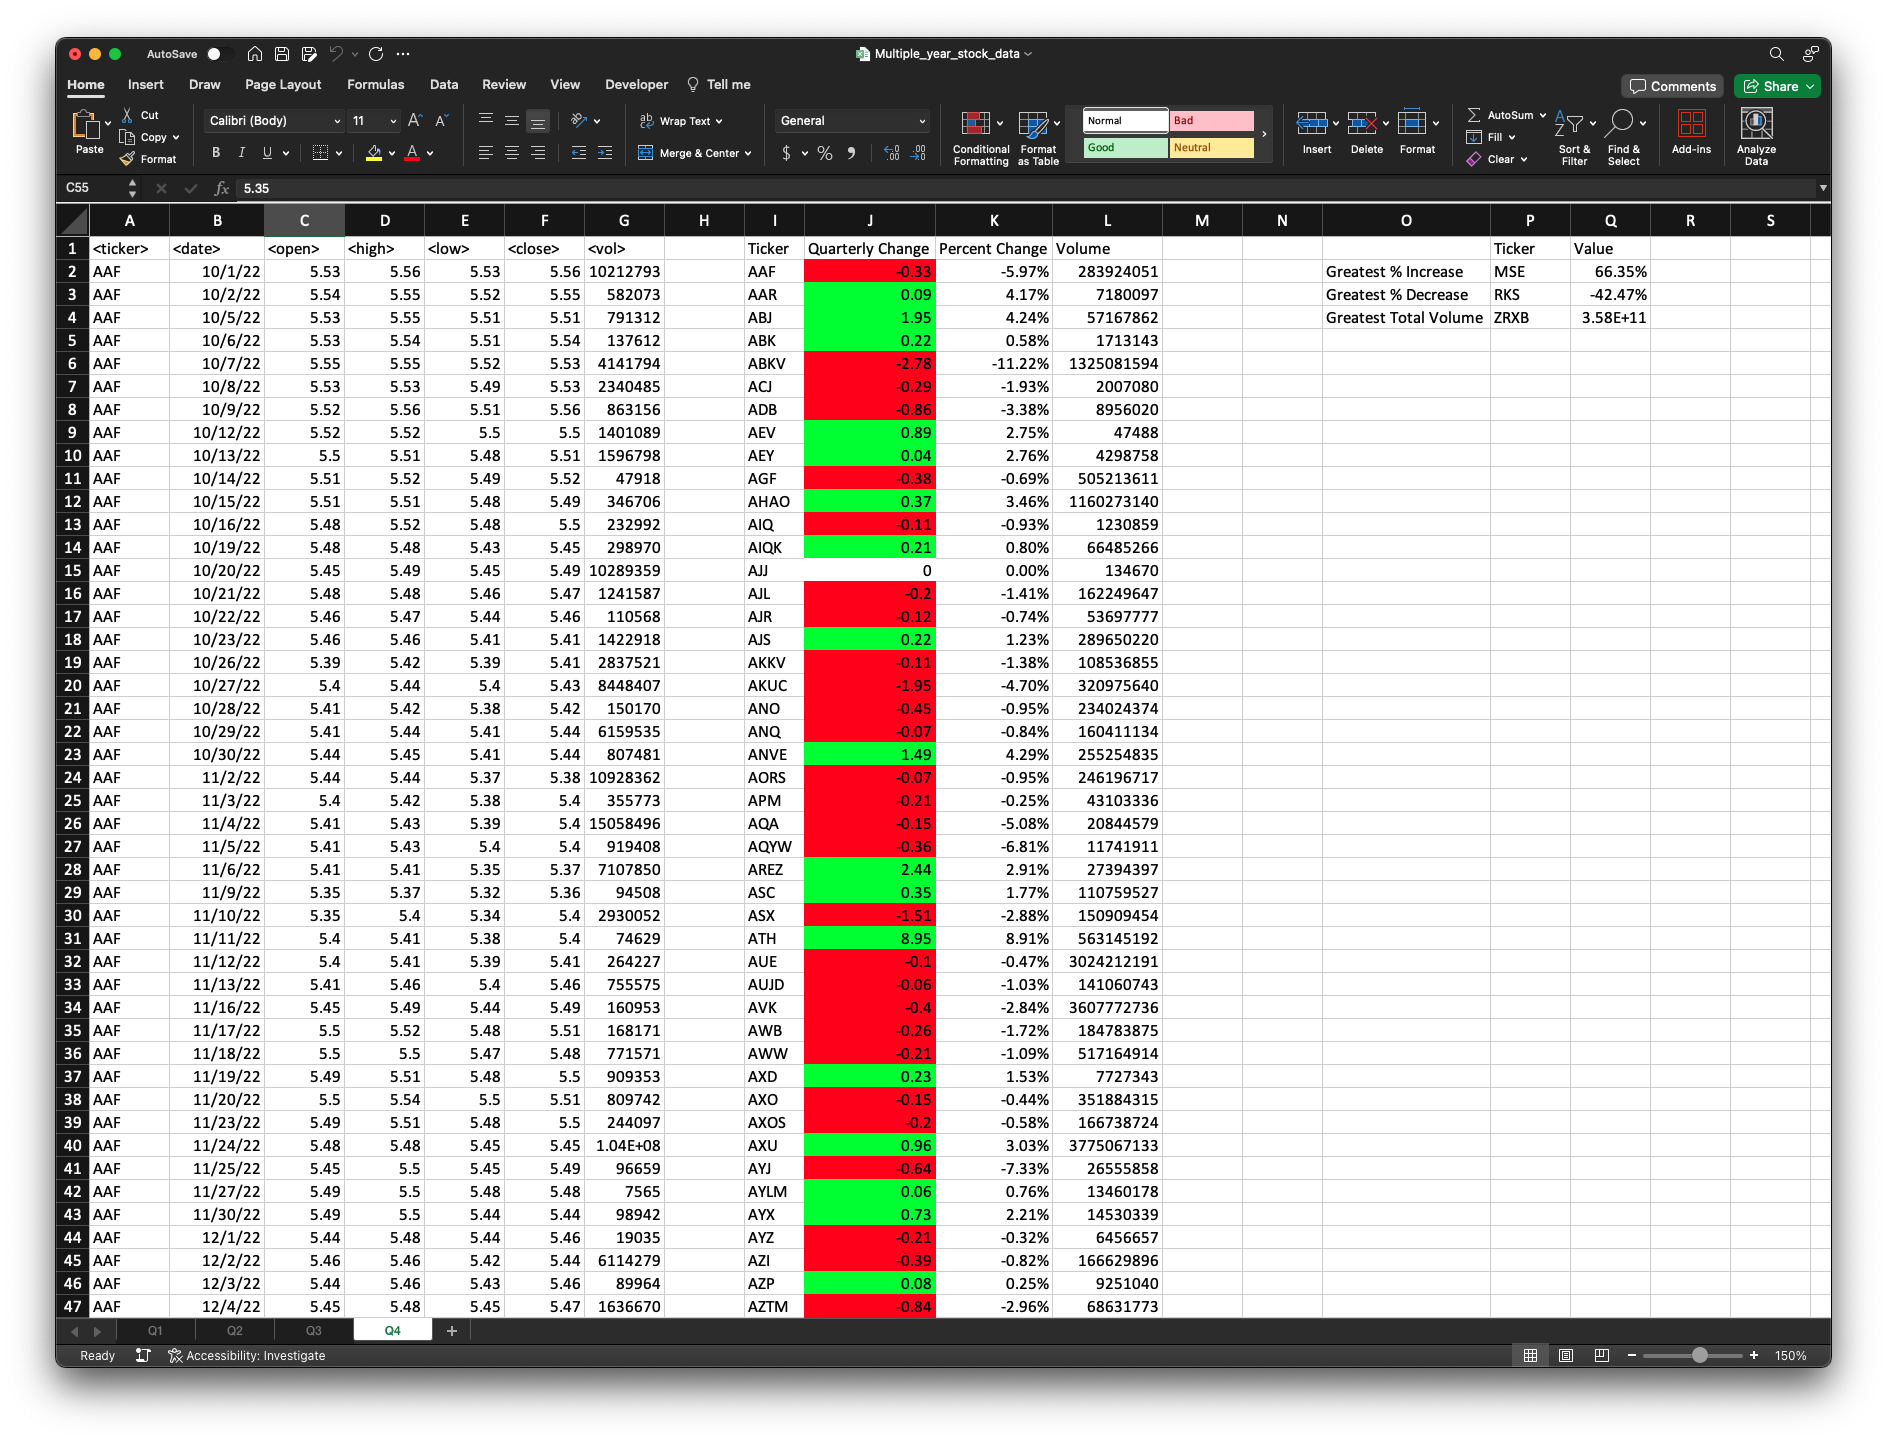 AutoSave
Multiple_year_stock_data
Home Insert Draw Page Layout Formulas Data Review View Developer Tell me Comments Share
Paste Cut Copy Format Calibri (Body) 11 B I U Wrap Text Merge & Center General $ % Conditional Formatting Format as Table Normal Bad Good Neutral Insert Delete Format AutoSum Fill Clear Sort & Filter Find & Select Add-ins Analyze Data
C55 fx 5.35
A B C D E F G H I J K L M N O P Q R S
1 <ticker> <date> <open> <high> <low> <close> <vol> Ticker Quarterly Change Percent Change Volume Ticker Value
2 AAF 10/1/22 5.53 5.56 5.53 5.56 10212793 AAF -0.33 -5.97% 283924051 Greatest % Increase MSE 66.35%
3 AAF 10/2/22 5.54 5.55 5.52 5.55 582073 AAR 0.09 4.17% 7180097 Greatest % Decrease RKS -42.47%
4 AAF 10/5/22 5.53 5.55 5.51 5.51 791312 ABJ 1.95 4.24% 57167862 Greatest Total Volume ZRXB 3.58E+11
5 AAF 10/6/22 5.53 5.54 5.51 5.54 137612 ABK 0.22 0.58% 1713143
6 AAF 10/7/22 5.55 5.55 5.52 5.53 4141794 ABKV -2.78 -11.22% 1325081594
7 AAF 10/8/22 5.53 5.53 5.49 5.53 2340485 ACJ -0.29 -1.93% 2007080
8 AAF 10/9/22 5.52 5.56 5.51 5.56 863156 ADB -0.86 -3.38% 8956020
9 AAF 10/12/22 5.52 5.52 5.5 5.5 1401089 AEV 0.89 2.75% 47488
10 AAF 10/13/22 5.5 5.51 5.48 5.51 1596798 AEY 0.04 2.76% 4298758
11 AAF 10/14/22 5.51 5.52 5.49 5.52 47918 AGF -0.38 -0.69% 505213611
12 AAF 10/15/22 5.51 5.51 5.48 5.49 346706 AHAO 0.37 3.46% 1160273140
13 AAF 10/16/22 5.48 5.52 5.48 5.5 232992 AIQ -0.11 -0.93% 1230859
14 AAF 10/19/22 5.48 5.48 5.43 5.45 298970 AIQK 0.21 0.80% 66485266
15 AAF 10/20/22 5.45 5.49 5.45 5.49 10289359 AJJ 0 0.00% 134670
16 AAF 10/21/22 5.48 5.48 5.46 5.47 1241587 AJL -0.2 -1.41% 162249647
17 AAF 10/22/22 5.46 5.47 5.44 5.46 110568 AJR -0.12 -0.74% 53697777
18 AAF 10/23/22 5.46 5.46 5.41 5.41 1422918 AJS 0.22 1.23% 289650220
19 AAF 10/26/22 5.39 5.42 5.39 5.41 2837521 AKKV -0.11 -1.38% 108536855
20 AAF 10/27/22 5.4 5.44 5.4 5.43 8448407 AKUC -1.95 -4.70% 320975640
21 AAF 10/28/22 5.41 5.42 5.38 5.42 150170 ANO -0.45 -0.95% 234024374
22 AAF 10/29/22 5.41 5.44 5.41 5.44 6159535 ANQ -0.07 -0.84% 160411134
23 AAF 10/30/22 5.44 5.45 5.41 5.44 807481 ANVE 1.49 4.29% 255254835
24 AAF 11/2/22 5.44 5.44 5.37 5.38 10928362 AORS -0.07 -0.95% 246196717
25 AAF 11/3/22 5.4 5.42 5.38 5.4 355773 APM -0.21 -0.25% 43103336
26 AAF 11/4/22 5.41 5.43 5.39 5.4 15058496 AQA -0.15 -5.08% 20844579
27 AAF 11/5/22 5.41 5.43 5.4 5.4 919408 AQYW -0.36 -6.81% 11741911
28 AAF 11/6/22 5.41 5.41 5.35 5.37 7107850 AREZ 2.44 2.91% 27394397
29 AAF 11/9/22 5.35 5.37 5.32 5.36 94508 ASC 0.35 1.77% 110759527
30 AAF 11/10/22 5.35 5.4 5.34 5.4 2930052 ASX -1.51 -2.88% 150909454
31 AAF 11/11/22 5.4 5.41 5.38 5.4 74629 ATH 8.95 8.91% 563145192
32 AAF 11/12/22 5.4 5.41 5.39 5.41 264227 AUE -0.1 -0.47% 3024212191
33 AAF 11/13/22 5.41 5.46 5.4 5.46 755575 AUJD -0.06 -1.03% 141060743
34 AAF 11/16/22 5.45 5.49 5.44 5.49 160953 AVK -0.4 -2.84% 3607772736
35 AAF 11/17/22 5.5 5.52 5.48 5.51 168171 AWB -0.26 -1.72% 184783875
36 AAF 11/18/22 5.5 5.5 5.47 5.48 771571 AWW -0.21 -1.09% 517164914
37 AAF 11/19/22 5.49 5.51 5.48 5.5 909353 AXD 0.23 1.53% 7727343
38 AAF 11/20/22 5.5 5.54 5.5 5.51 809742 AXO -0.15 -0.44% 351884315
39 AAF 11/23/22 5.49 5.51 5.48 5.5 244097 AXOS -0.2 -0.58% 166738724
40 AAF 11/24/22 5.48 5.48 5.45 5.45 1.04E+08 AXU 0.96 3.03% 3775067133
41 AAF 11/25/22 5.45 5.5 5.45 5.49 96659 AYJ -0.64 -7.33% 26555858
42 AAF 11/27/22 5.49 5.5 5.48 5.48 7565 AYLM 0.06 0.76% 13460178
43 AAF 11/30/22 5.49 5.5 5.44 5.44 98942 AYX 0.73 2.21% 14530339
44 AAF 12/1/22 5.44 5.48 5.44 5.46 19035 AYZ -0.21 -0.32% 6456657
45 AAF 12/2/22 5.46 5.46 5.42 5.44 6114279 AZI -0.39 -0.82% 166629896
46 AAF 12/3/22 5.44 5.46 5.43 5.46 89964 AZP 0.08 0.25% 9251040
47 AAF 12/4/22 5.45 5.48 5.45 5.47 1636670 AZTM -0.84 -2.96% 68631773
Q1 Q2 Q3 Q4 +
Ready Accessibility: Investigate 150%